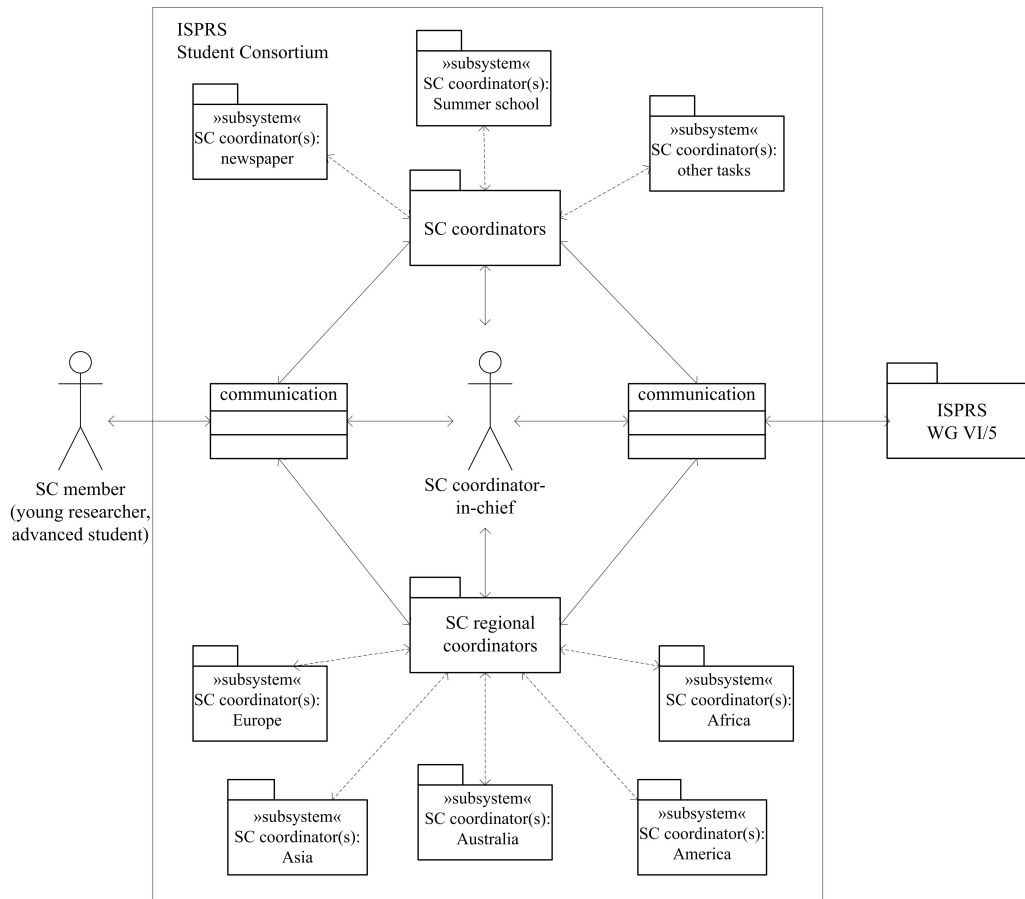 ISPRS
Student Consortium
»subsystem«
SC coordinator(s):
Summer school
»subsystem«
SC coordinator(s):
newspaper
»subsystem«
SC coordinator(s):
other tasks
SC coordinators
communication
communication
ISPRS
WG VI/5
SC member
(young researcher,
advanced student)
SC coordinator-
in-chief
SC regional
coordinators
»subsystem«
SC coordinator(s):
Europe
»subsystem«
SC coordinator(s):
Africa
»subsystem«
SC coordinator(s):
Asia
»subsystem«
SC coordinator(s):
Australia
»subsystem«
SC coordinator(s):
America